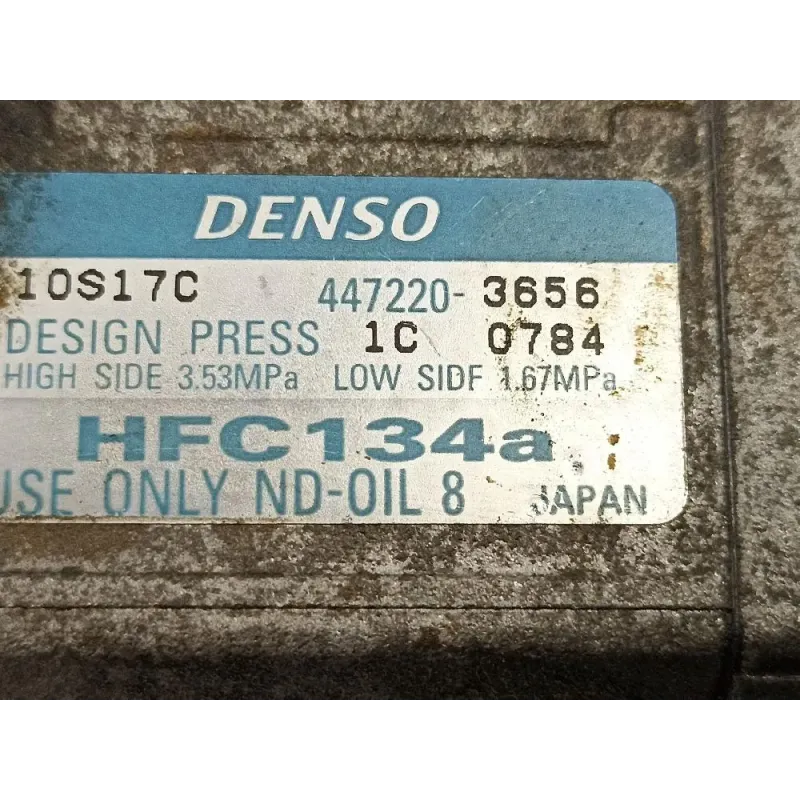 DENSO
10S17C 447220-3656
DESIGN PRESS 1C 0784
HIGH SIDE 3.53MPa LOW SIDE 1.67MPa
HFC134a
USE ONLY ND-OIL 8 JAPAN